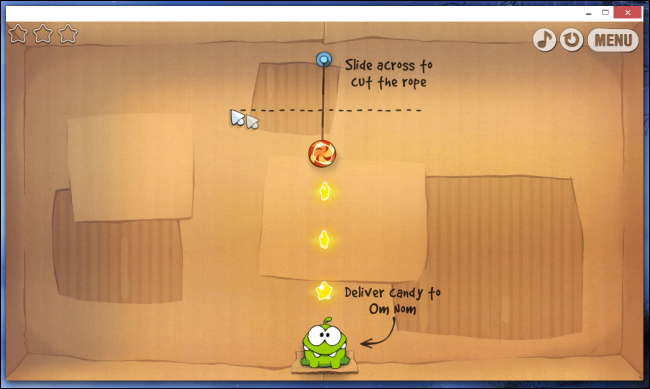 MENU
Slide across to
cut the rope
Deliver candy to
Om Nom